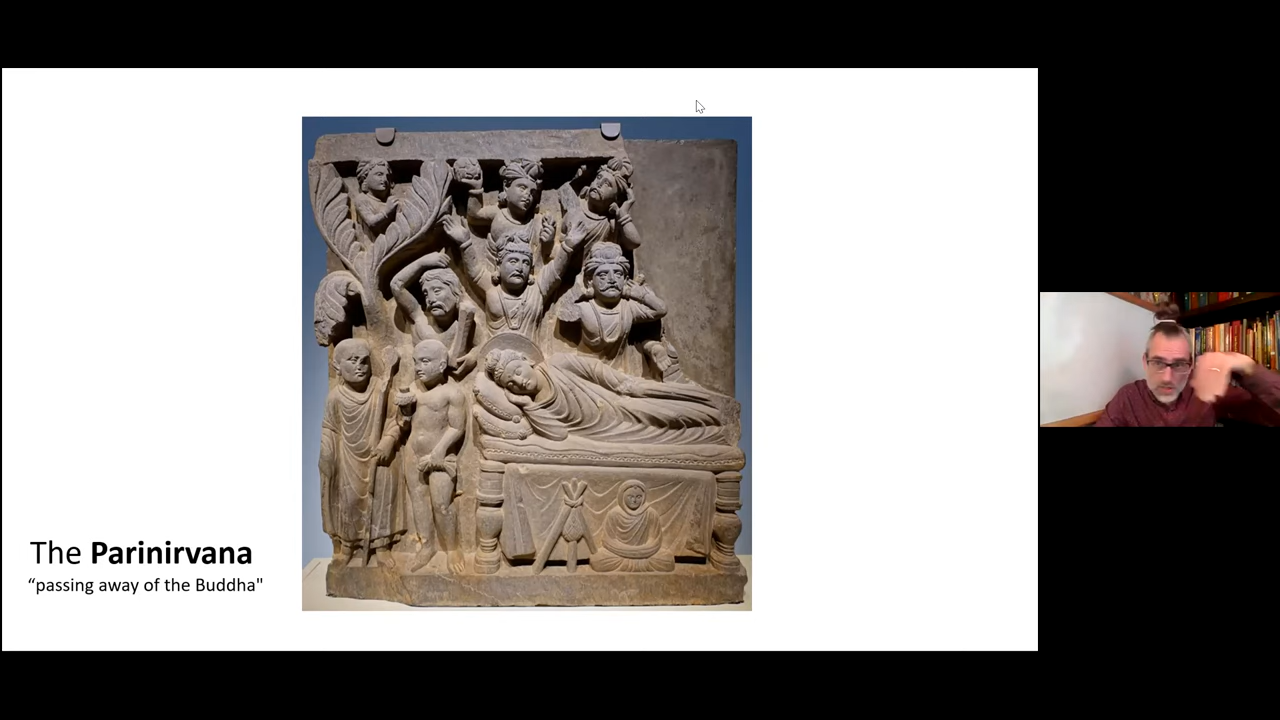 The Parinirvana
“passing away of the Buddha"